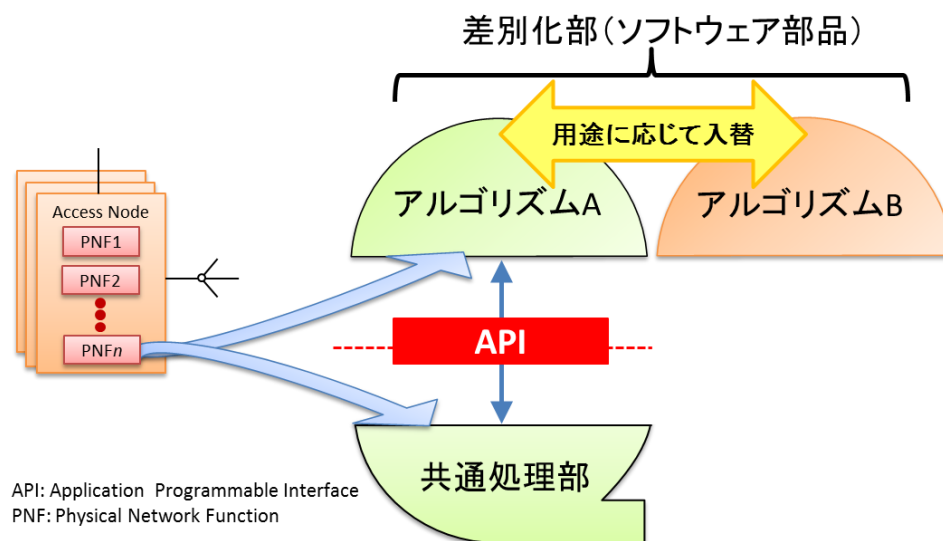 差別化部（ソフトウェア部品）
用途に応じて入替
アルゴリズムA
アルゴリズムB
Access Node
PNF1
PNF2
PNFn
API
共通処理部
API: Application Programmable Interface
PNF: Physical Network Function